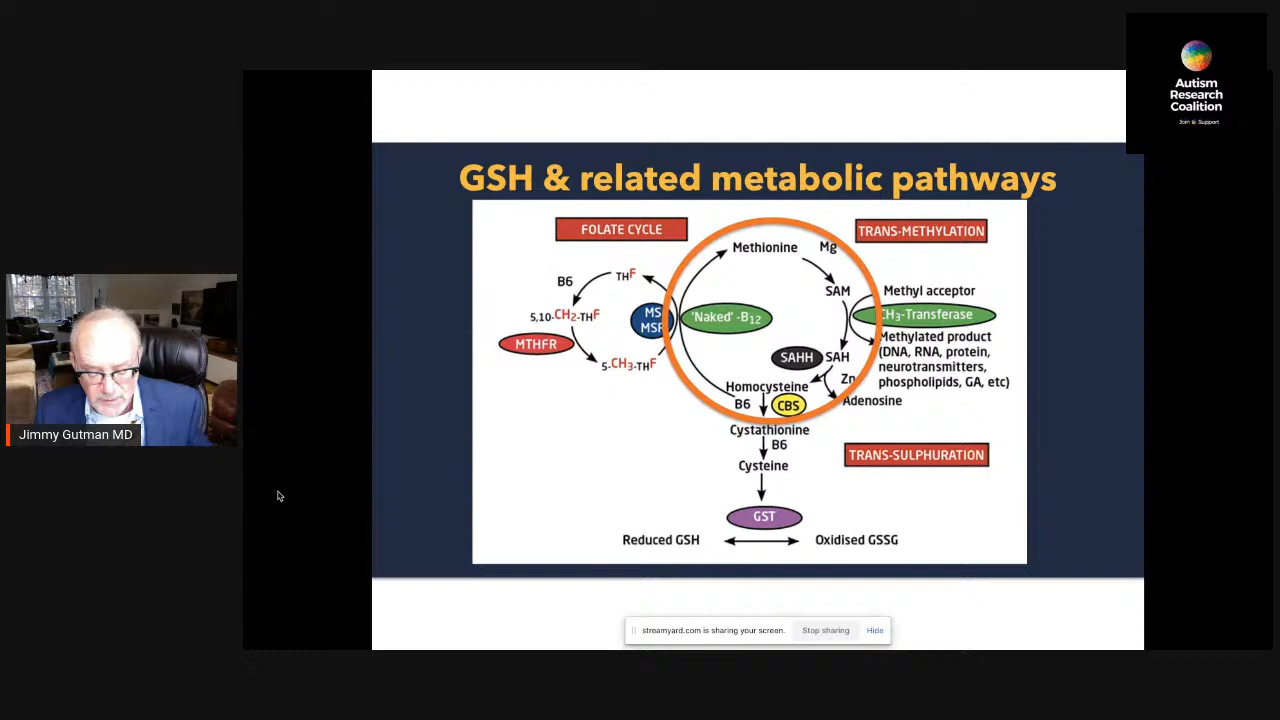 Autism
Research
Coalition
Join & Support
GSH & related metabolic pathways
FOLATE CYCLE
TRANS-METHYLATION
Methionine
Mg
B6
THF
SAM
Methyl acceptor
5,10-CH2-THF
MS
'Naked' -B12
CH3-Transferase
MTHFR
5-CH3-THF
SAHH
SAH
Methylated product
(DNA, RNA, protein,
neurotransmitters,
phospholipids, GA, etc)
Zn
Homocysteine
B6
CBS
Adenosine
Cystathionine
B6
TRANS-SULPHURATION
Cysteine
GST
Reduced GSH
Oxidised GSSG
Jimmy Gutman MD
streamyard.com is sharing your screen.
Stop sharing
Hide